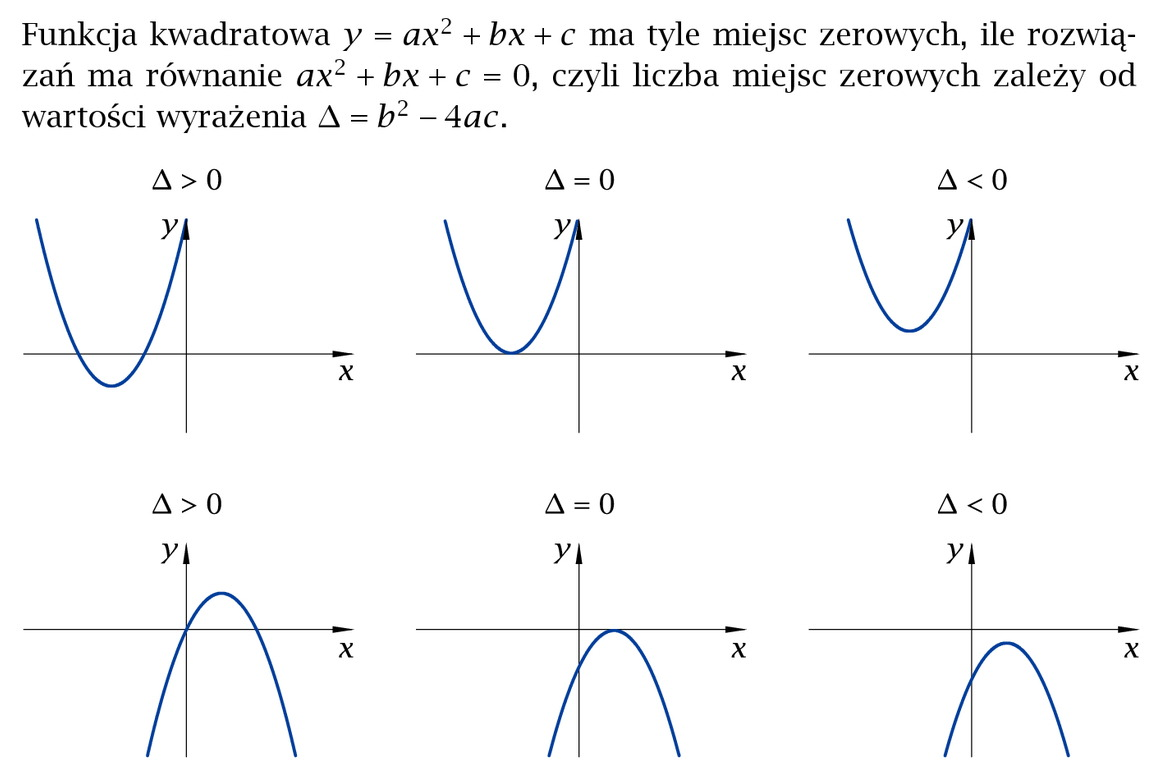 Funkcja kwadratowa y = ax² + bx + c ma tyle miejsc zerowych, ile rozwią-
zań ma równanie ax² + bx + c = 0, czyli liczba miejsc zerowych zależy od
wartości wyrażenia Δ = b² − 4ac.
Δ > 0 Δ = 0 Δ < 0
y y y
x x x
Δ > 0 Δ = 0 Δ < 0
y y y
x x x